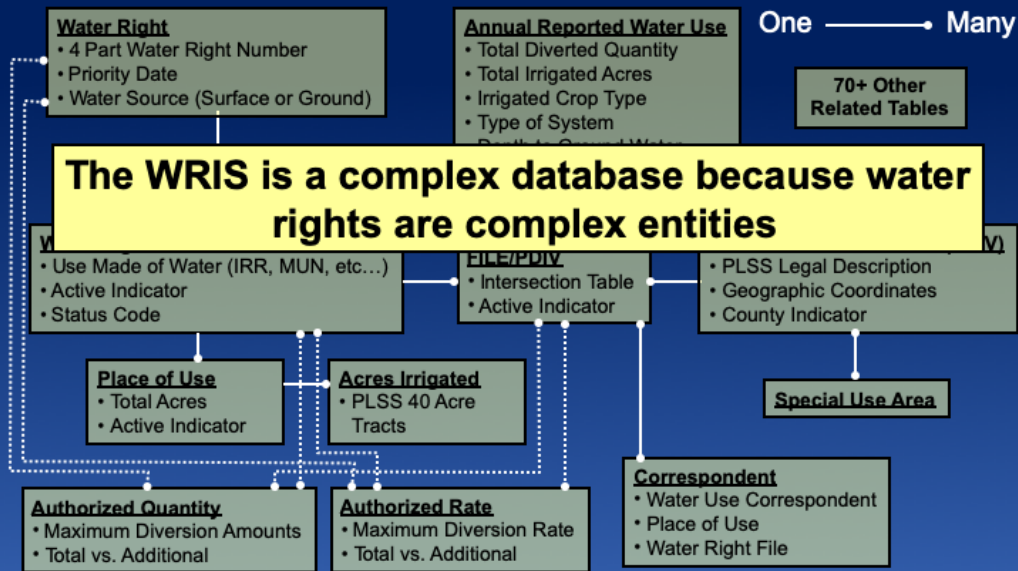 Water Right
• 4 Part Water Right Number
• Priority Date
• Water Source (Surface or Ground)
Annual Reported Water Use
• Total Diverted Quantity
• Total Irrigated Acres
• Irrigated Crop Type
• Type of System
One
Many
70+ Other
Related Tables
The WRIS is a complex database because water
rights are complex entities
• Use Made of Water (IRR, MUN, etc…)
• Active Indicator
• Status Code
FILE/PDIV
• Intersection Table
• Active Indicator
• PLSS Legal Description
• Geographic Coordinates
• County Indicator
Place of Use
• Total Acres
• Active Indicator
Acres Irrigated
• PLSS 40 Acre
Tracts
Special Use Area
Authorized Quantity
• Maximum Diversion Amounts
• Total vs. Additional
Authorized Rate
• Maximum Diversion Rate
• Total vs. Additional
Correspondent
• Water Use Correspondent
• Place of Use
• Water Right File